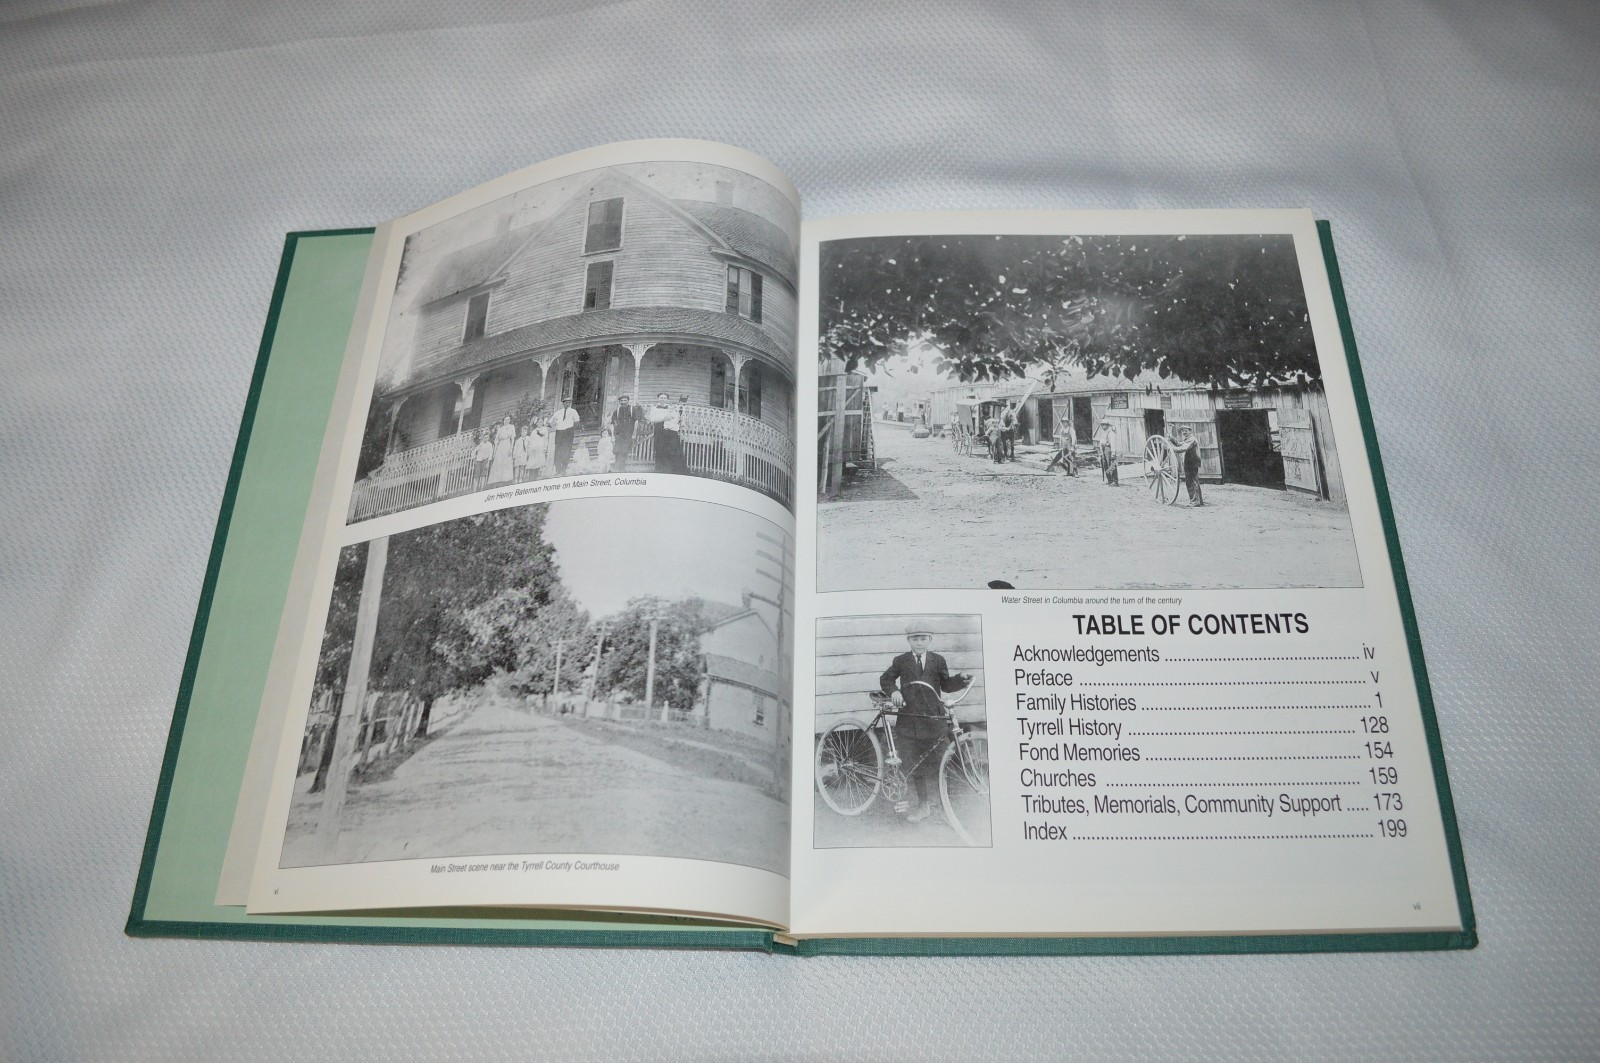 Jim Henry Bateman home on Main Street, Columbia
Main Street scene near the Tyrrell County Courthouse
vi
Water Street in Columbia around the turn of the century
TABLE OF CONTENTS
Acknowledgements .......................................... iv
Preface .............................................................. v
Family Histories ................................................. 1
Tyrrell History ................................................ 128
Fond Memories .............................................. 154
Churches ...................................................... 159
Tributes, Memorials, Community Support ..... 173
Index ................................................................ 199
vii